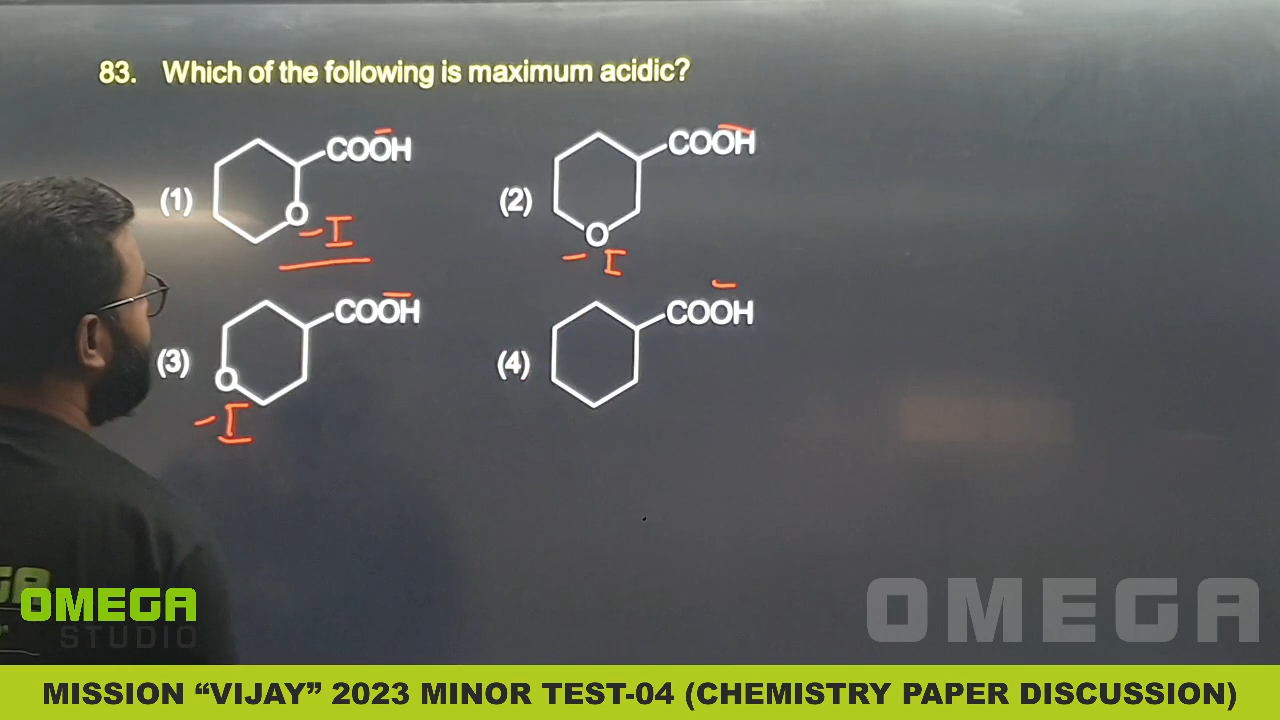 83. Which of the following is maximum acidic?
(1) COOH O -I
(2) COOH O -I
(3) COOH O -I
(4) COOH
OMEGA
STUDIO
OMEGA
MISSION “VIJAY” 2023 MINOR TEST-04 (CHEMISTRY PAPER DISCUSSION)